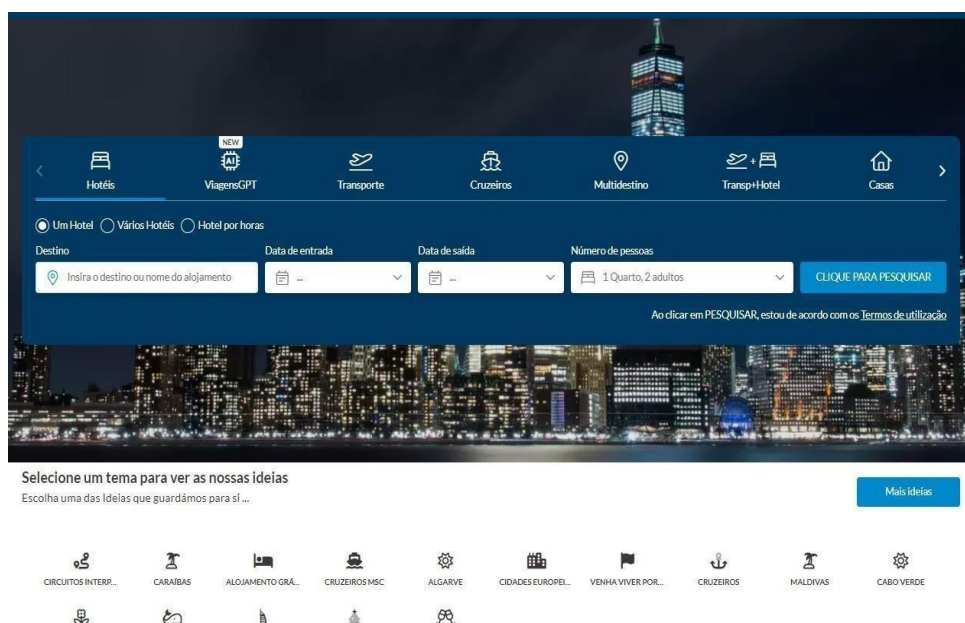 NEW
AI
Hotéis
ViagensGPT
Transporte
Cruzeiros
Multidestino
Transp+Hotel
Casas
Um Hotel Vários Hotéis Hotel por horas
Destino Data de entrada Data de saída Número de pessoas
Insira o destino ou nome do alojamento ... ... 1 Quarto, 2 adultos CLIQUE PARA PESQUISAR
Ao clicar em PESQUISAR, estou de acordo com os Termos de utilização
Selecione um tema para ver as nossas ideias
Escolha uma das Ideias que guardámos para si ...
Mais ideias
CIRCUITOS INTERP...
CARAÍBAS
ALOJAMENTO GRÁ...
CRUZEIROS MSC
ALGARVE
CIDADES EUROPEI...
VENHA VIVER POR...
CRUZEIROS
MALDIVAS
CABO VERDE